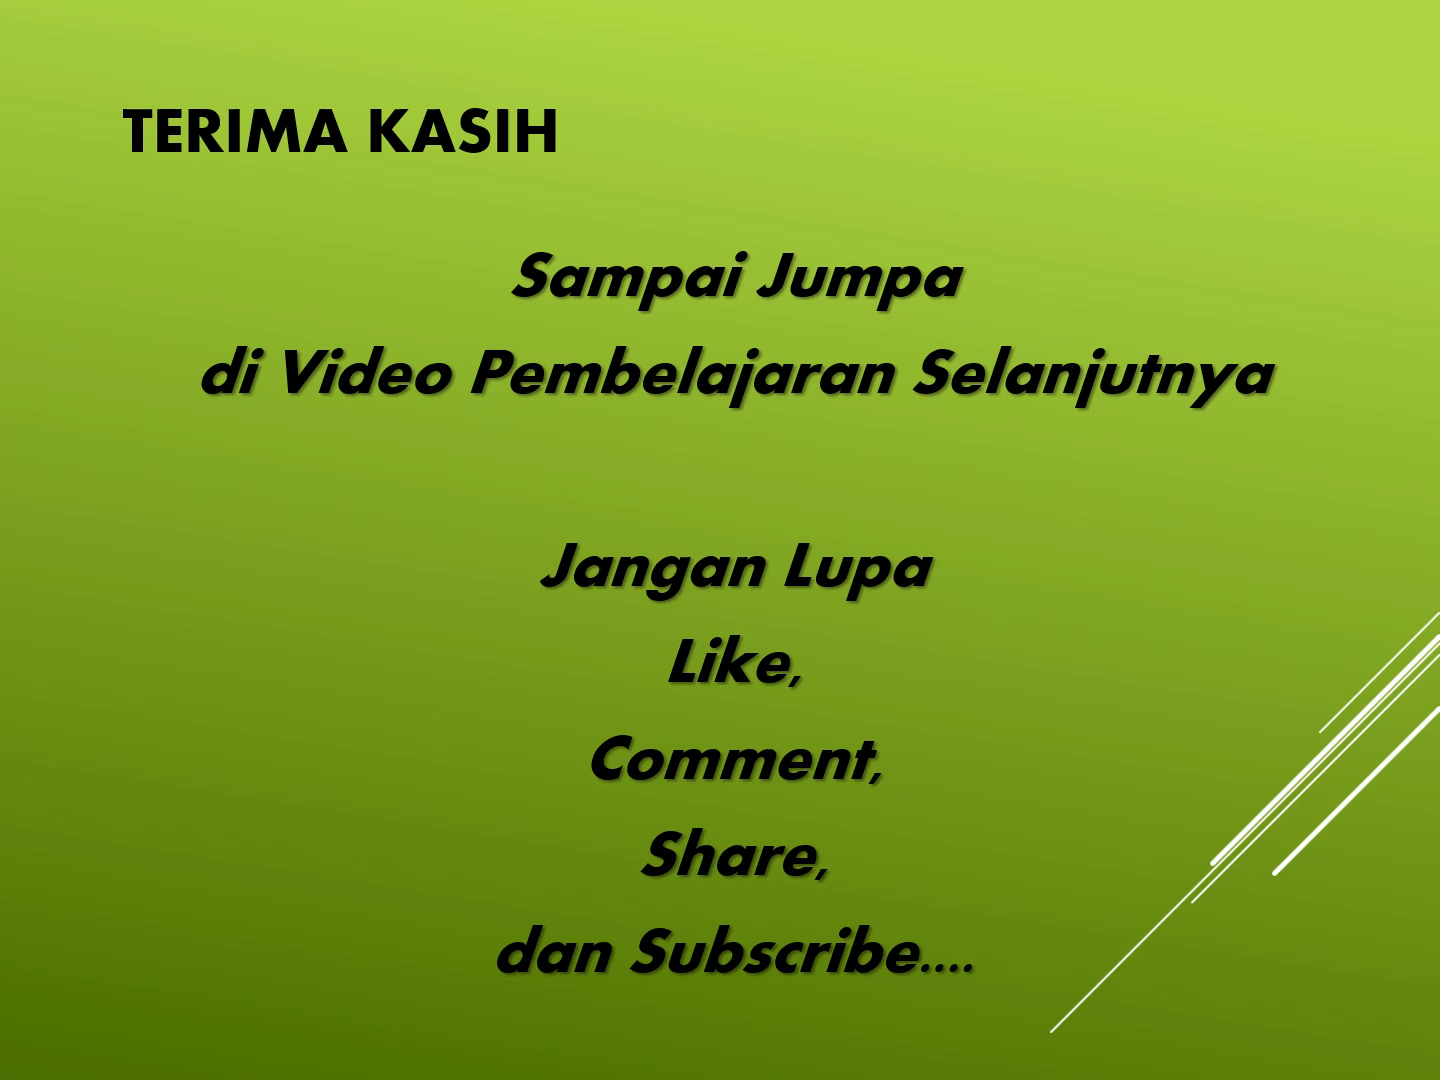 TERIMA KASIH
Sampai Jumpa
di Video Pembelajaran Selanjutnya
Jangan Lupa
Like,
Comment,
Share,
dan Subscribe....